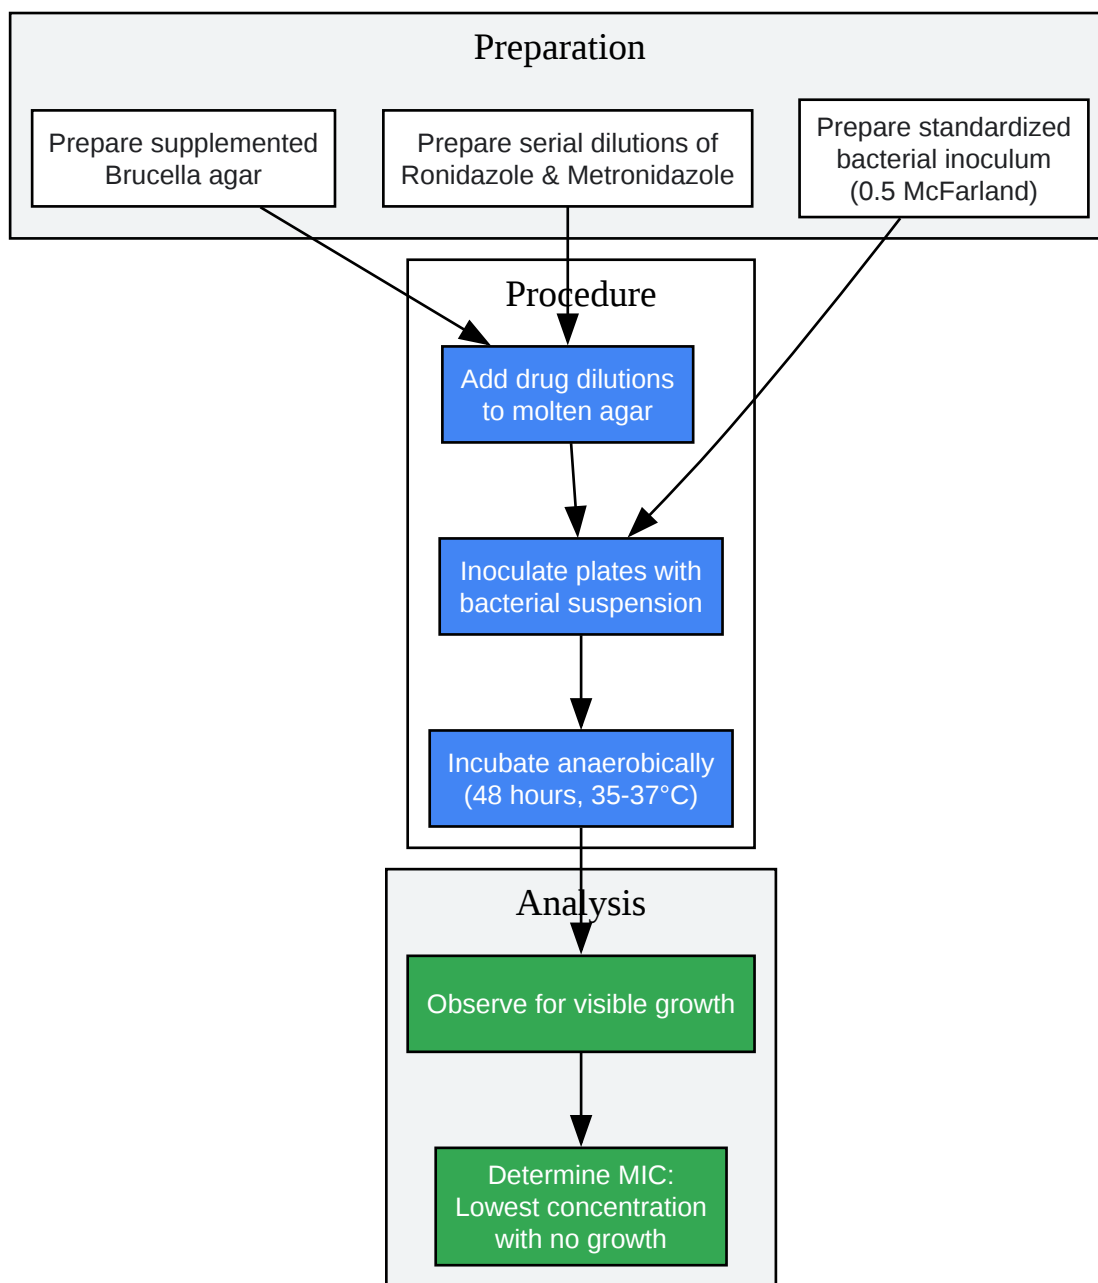 Preparation
Prepare supplemented
Brucella agar
Prepare serial dilutions of
Ronidazole & Metronidazole
Prepare standardized
bacterial inoculum
(0.5 McFarland)
Procedure
Add drug dilutions
to molten agar
Inoculate plates with
bacterial suspension
Incubate anaerobically
(48 hours, 35-37°C)
Analysis
Observe for visible growth
Determine MIC:
Lowest concentration
with no growth